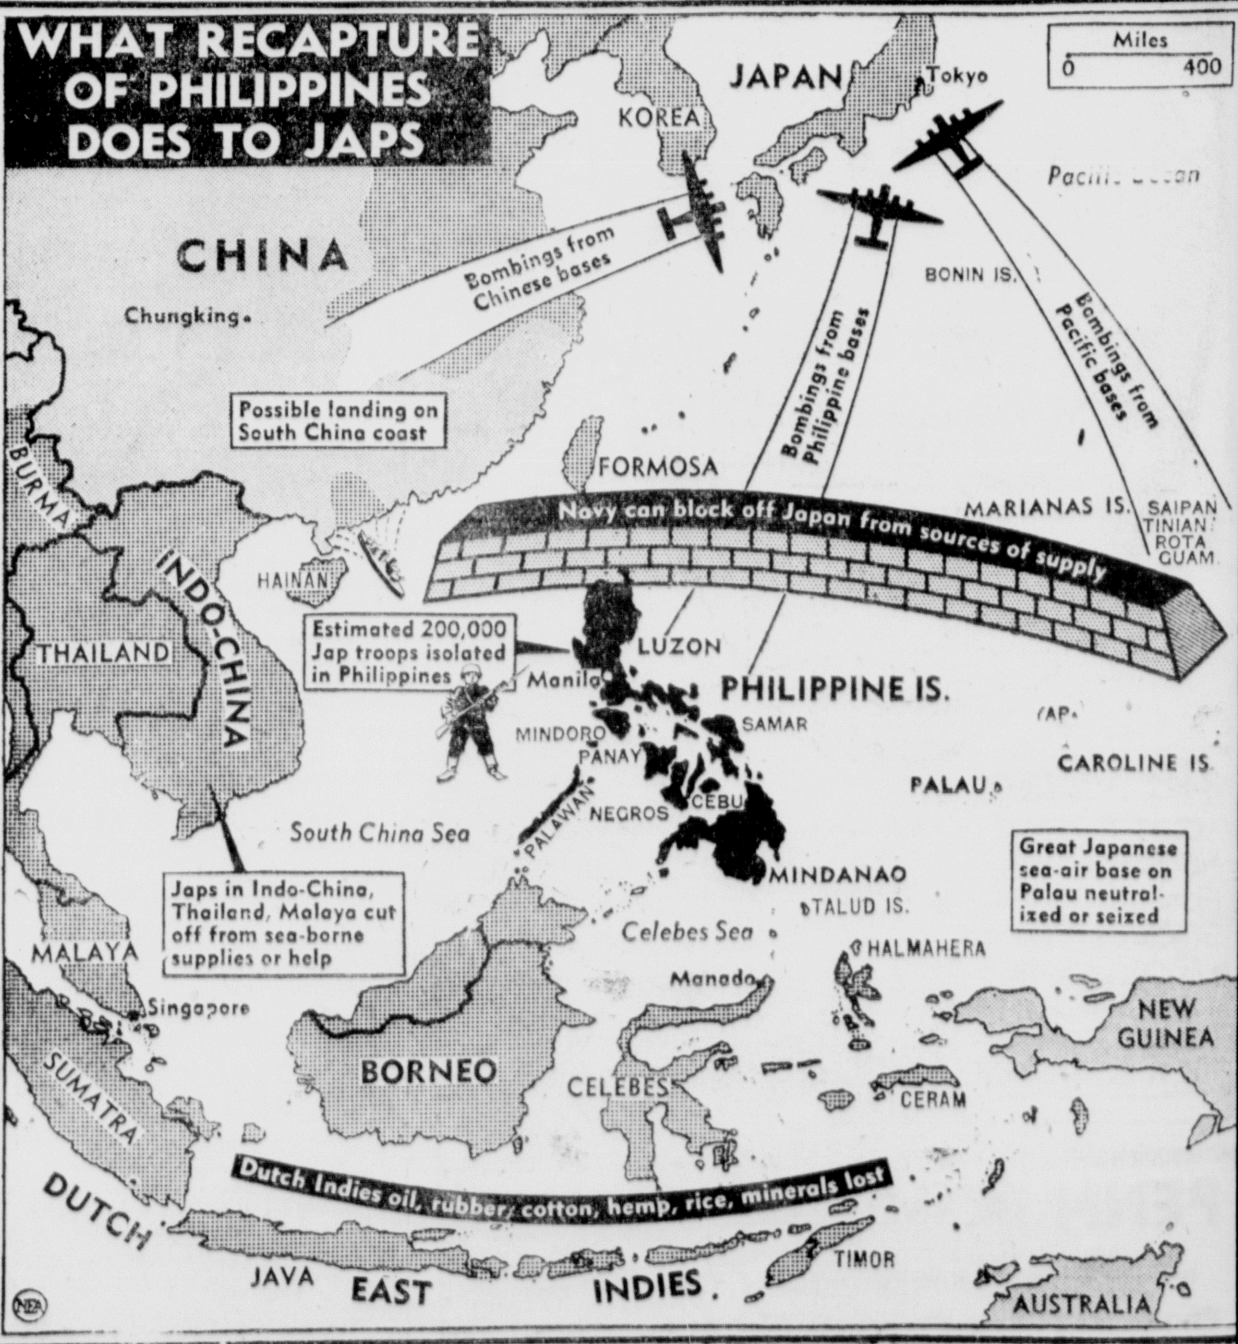 WHAT RECAPTURE
OF PHILIPPINES
DOES TO JAPS
Miles
0 400
JAPAN
Tokyo
KOREA
Pacific Ocean
CHINA
Chungking
Bombings from
Chinese bases
BONIN IS.
Bombings from
Philippine bases
Bombings from
Pacific bases
Possible landing on
South China coast
BURMA
FORMOSA
Navy can block off Japan from sources of supply
MARIANAS IS.
SAIPAN
TINIAN
ROTA
GUAM
HAINAN
INDO-CHINA
THAILAND
Estimated 200,000
Jap troops isolated
in Philippines
LUZON
Manila
PHILIPPINE IS.
MINDORO
SAMAR
PANAY
YAP
CAROLINE IS.
PALAU
PALAWAN
NEGROS
CEBU
South China Sea
MINDANAO
TALUD IS.
Great Japanese
sea-air base on
Palau neutral-
ized or seized
Japs in Indo-China,
Thailand, Malaya cut
off from sea-borne
supplies or help
MALAYA
Celebes Sea
HALMAHERA
Manado
Singapore
NEW
GUINEA
SUMATRA
BORNEO
CELEBES
CERAM
Dutch Indies oil, rubber, cotton, hemp, rice, minerals lost
DUTCH
JAVA
EAST
INDIES
TIMOR
AUSTRALIA
NEA